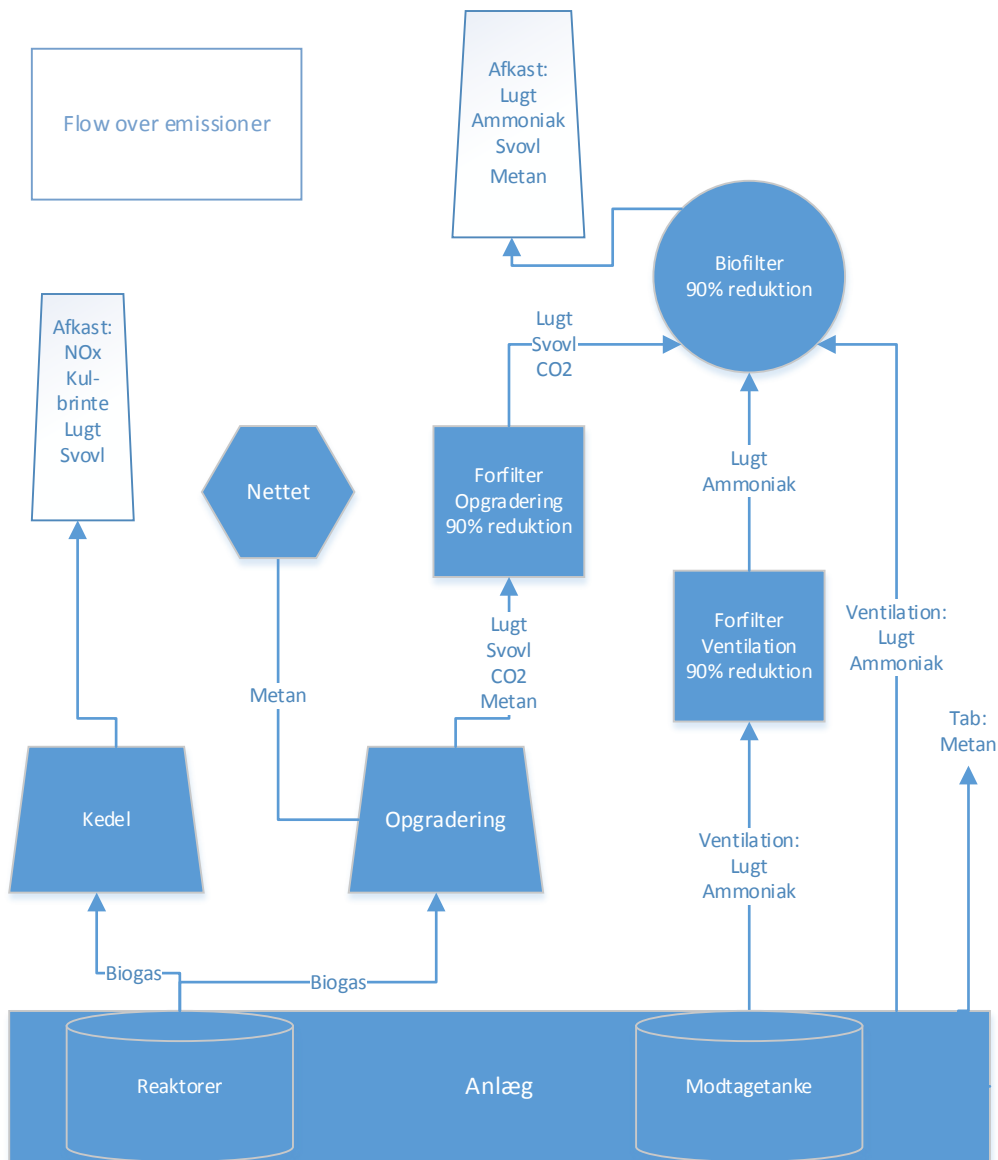 Flow over emissioner
Afkast:
Lugt
Ammoniak
Svovl
Metan
Biofilter
90% reduktion
Afkast:
NOx
Kul-
brinte
Lugt
Svovl
Lugt
Svovl
CO2
Nettet
Forfilter
Opgradering
90% reduktion
Lugt
Ammoniak
Forfilter
Ventilation
90% reduktion
Ventilation:
Lugt
Ammoniak
Lugt
Svovl
CO2
Metan
Metan
Tab:
Metan
Kedel
Opgradering
Ventilation:
Lugt
Ammoniak
Biogas
Biogas
Reaktorer
Anlæg
Modtagetanke